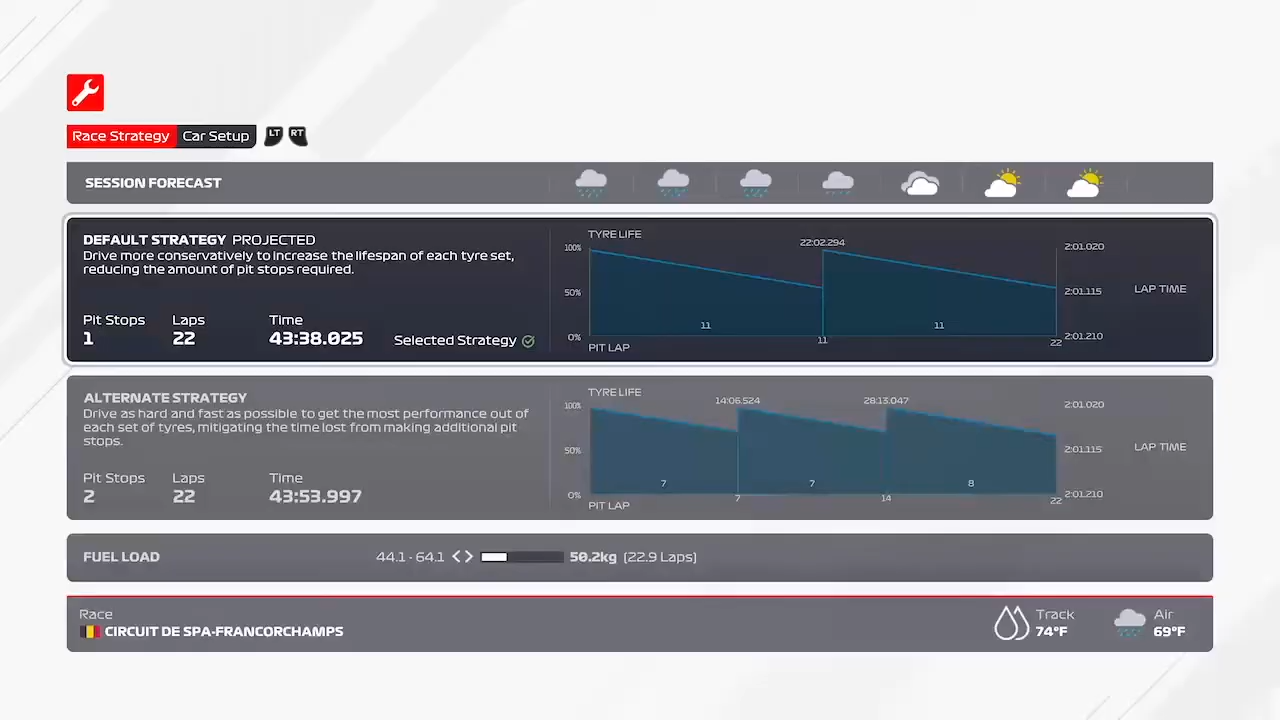 Race Strategy Car Setup LT RT
SESSION FORECAST
DEFAULT STRATEGY PROJECTED
Drive more conservatively to increase the lifespan of each tyre set,
reducing the amount of pit stops required.
Pit Stops Laps Time
1 22 43:38.025 Selected Strategy
TYRE LIFE
22:02.294
100% 2:01.020
50% 2:01.115 LAP TIME
11 11
0% 11 22 2:01.210
PIT LAP
ALTERNATE STRATEGY
Drive as hard and fast as possible to get the most performance out of
each set of tyres, mitigating the time lost from making additional pit
stops.
Pit Stops Laps Time
2 22 43:53.997
TYRE LIFE
14:06.524 28:13.047
100% 2:01.020
50% 2:01.115 LAP TIME
7 7 8
0% 7 14 22 2:01.210
PIT LAP
FUEL LOAD 44.1 - 64.1 50.2kg (22.9 Laps)
Race
CIRCUIT DE SPA-FRANCORCHAMPS
Track
74°F
Air
69°F